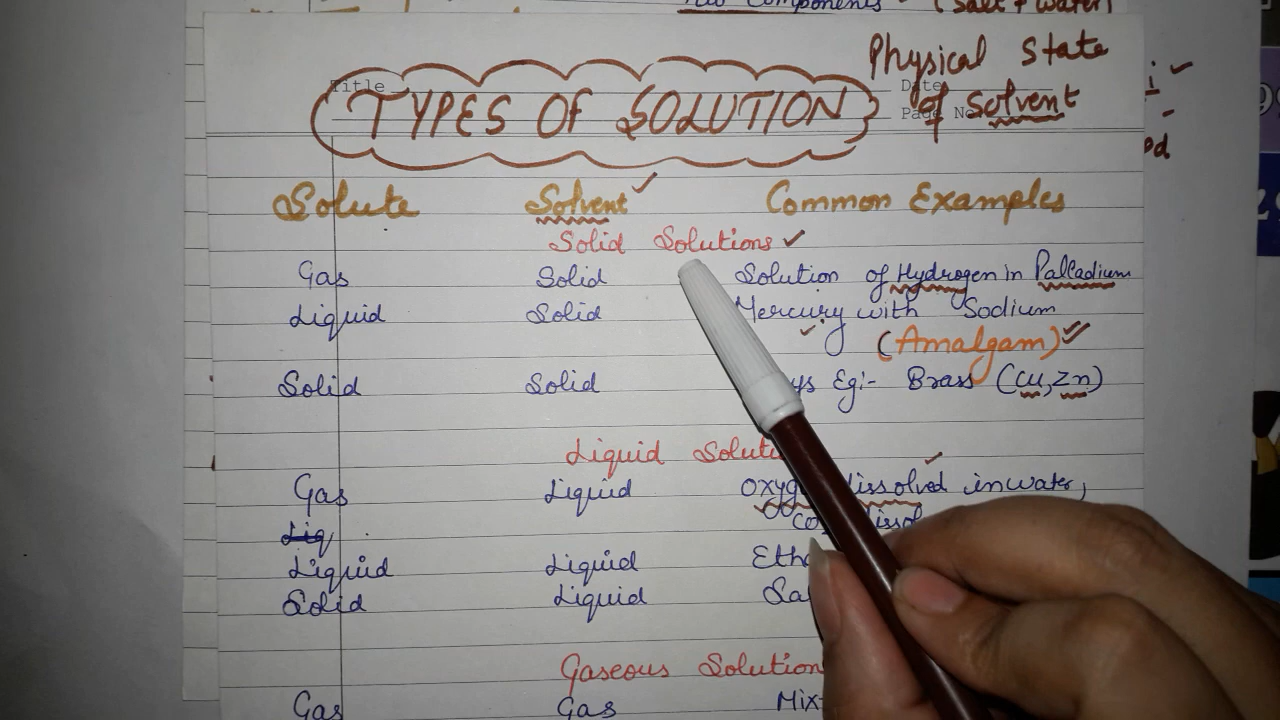 (Salt + Water)
Physical State
Title
Date
TYPES OF SOLUTION
of Solvent
Solute Solvent Common Examples
Solid Solutions
Gas Solid Solution of Hydrogen in Palladium
Liquid Solid Mercury with Sodium
(Amalgam)
Solid Solid Eg:- Brass (Cu, Zn)
Liquid
Gas Liquid dissolved in water,
Liq
Liquid Liquid
Solid Liquid
Gaseous Solution
Gas Gas